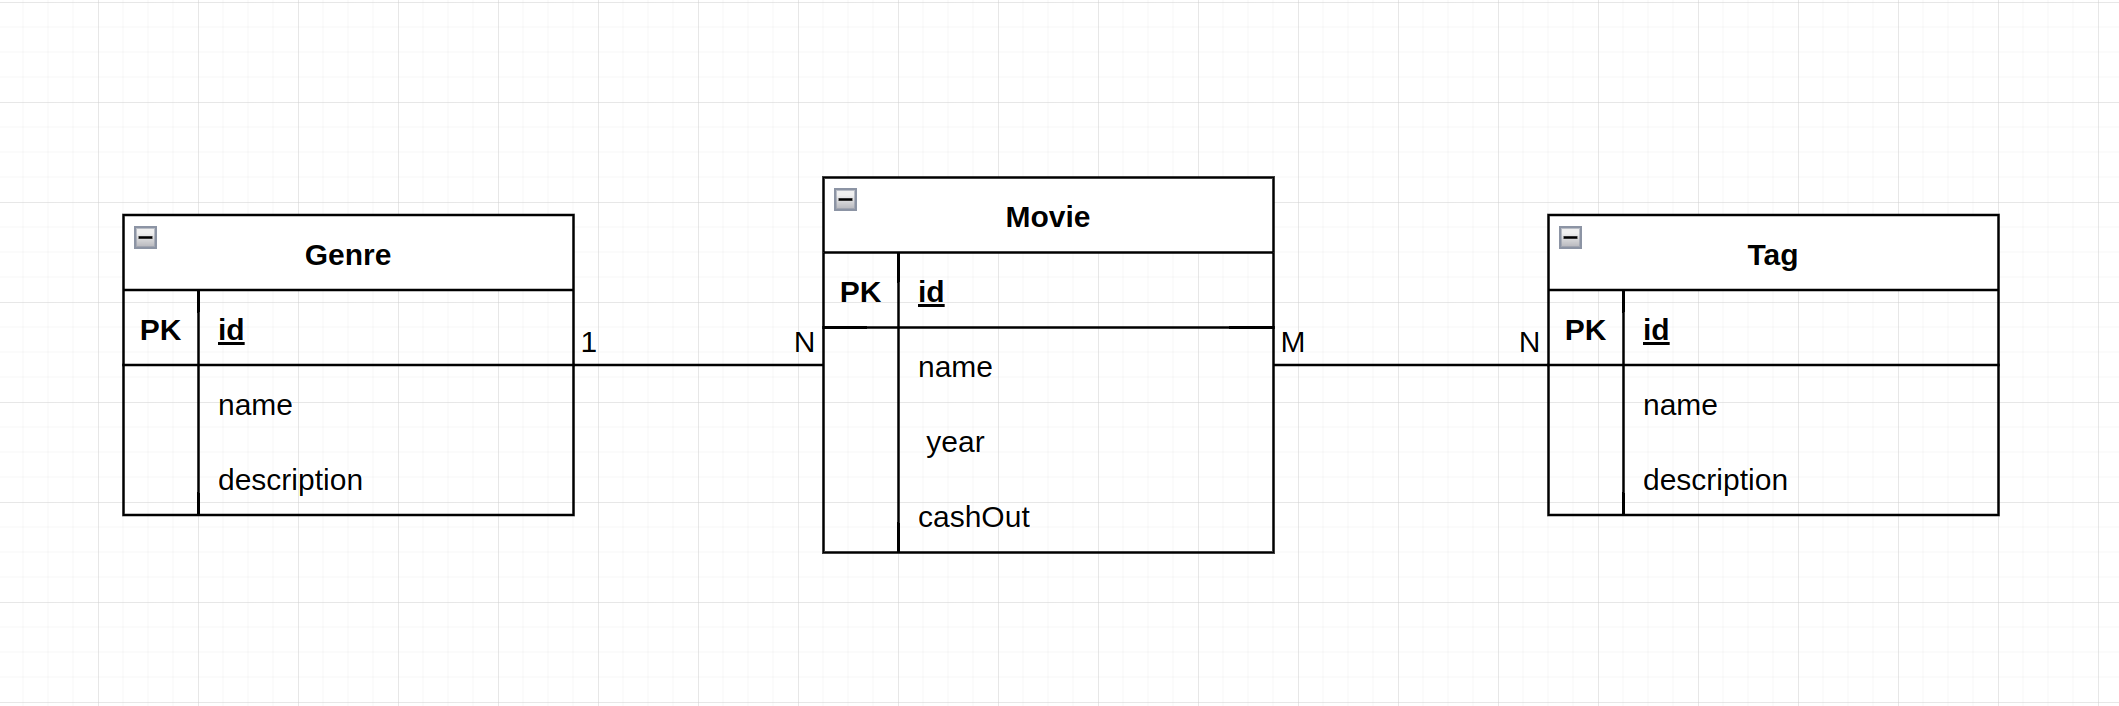 Genre
PK id
name
description
1 N
Movie
PK id
name
year
cashOut
M N
Tag
PK id
name
description